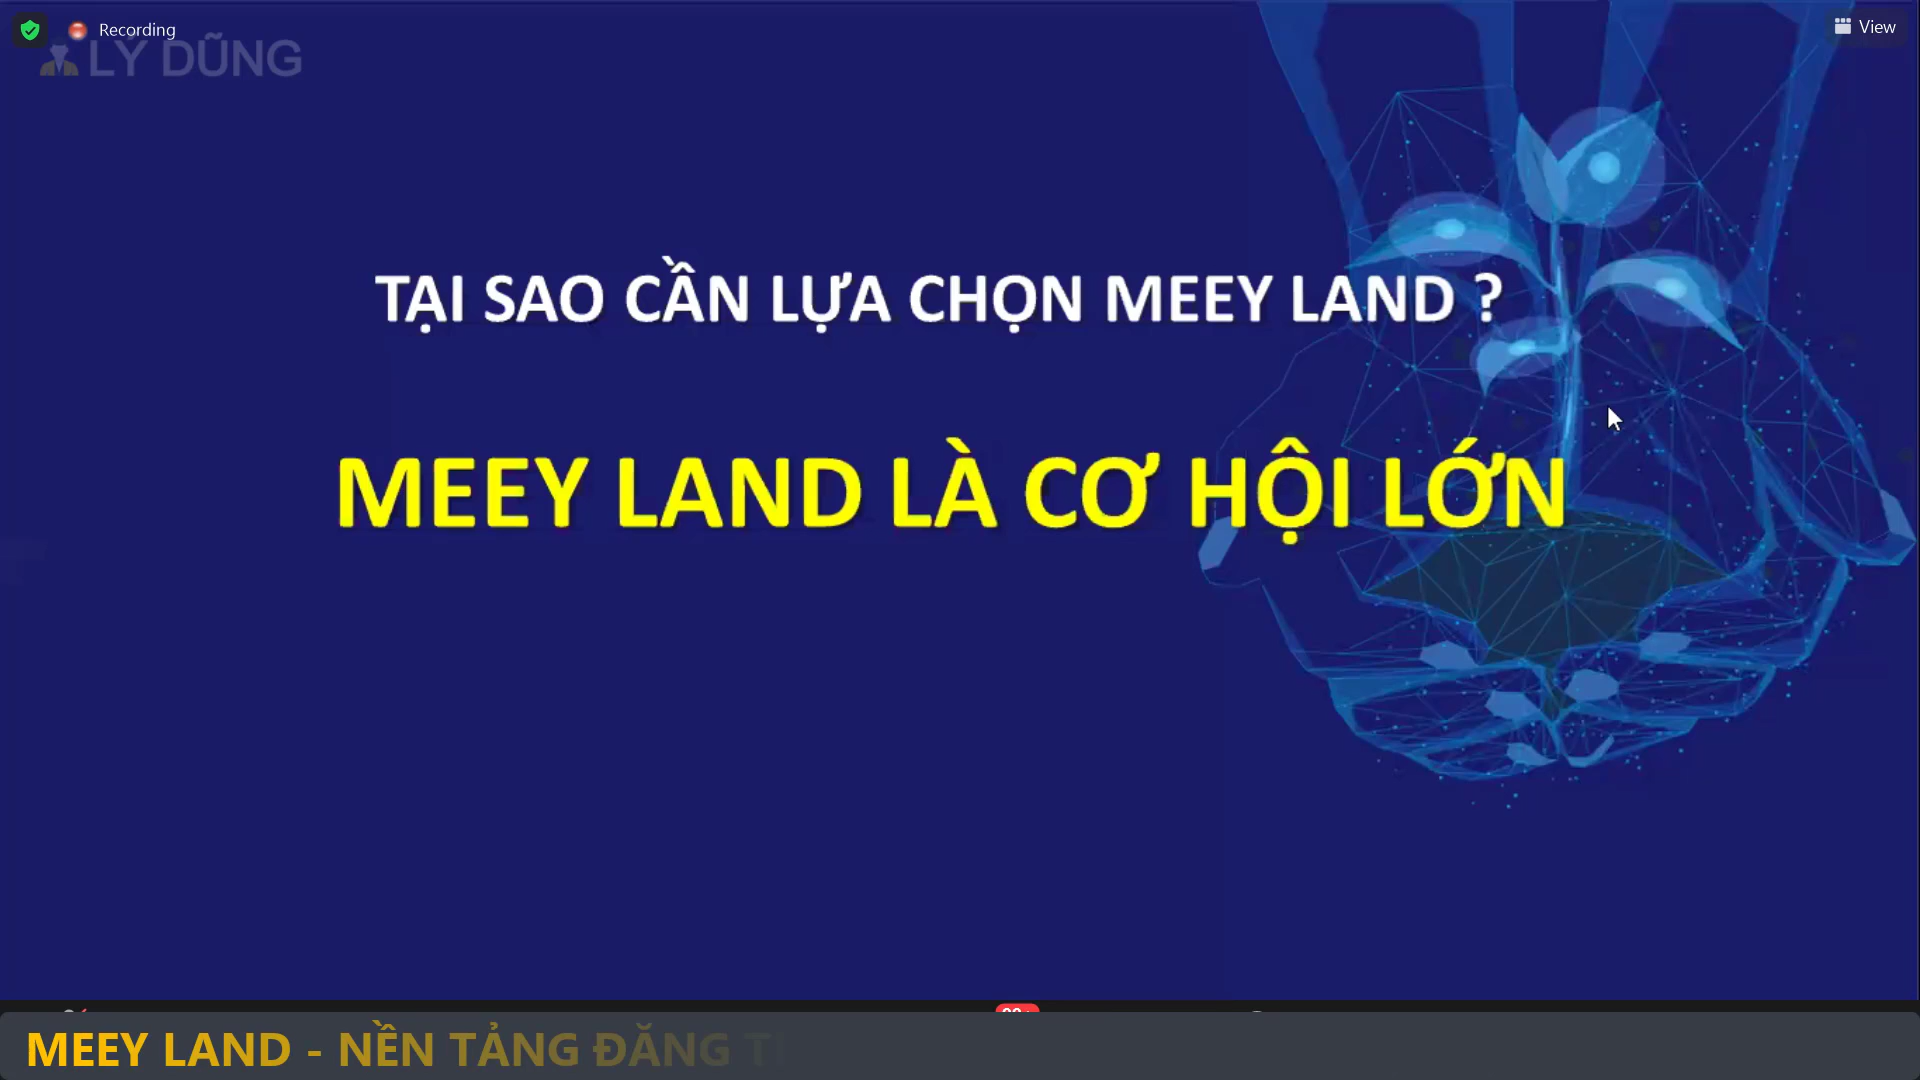 Recording
View
LÝ DŨNG
TẠI SAO CẦN LỰA CHỌN MEEY LAND ?
MEEY LAND LÀ CƠ HỘI LỚN
MEEY LAND - NỀN TẢNG ĐĂNG T